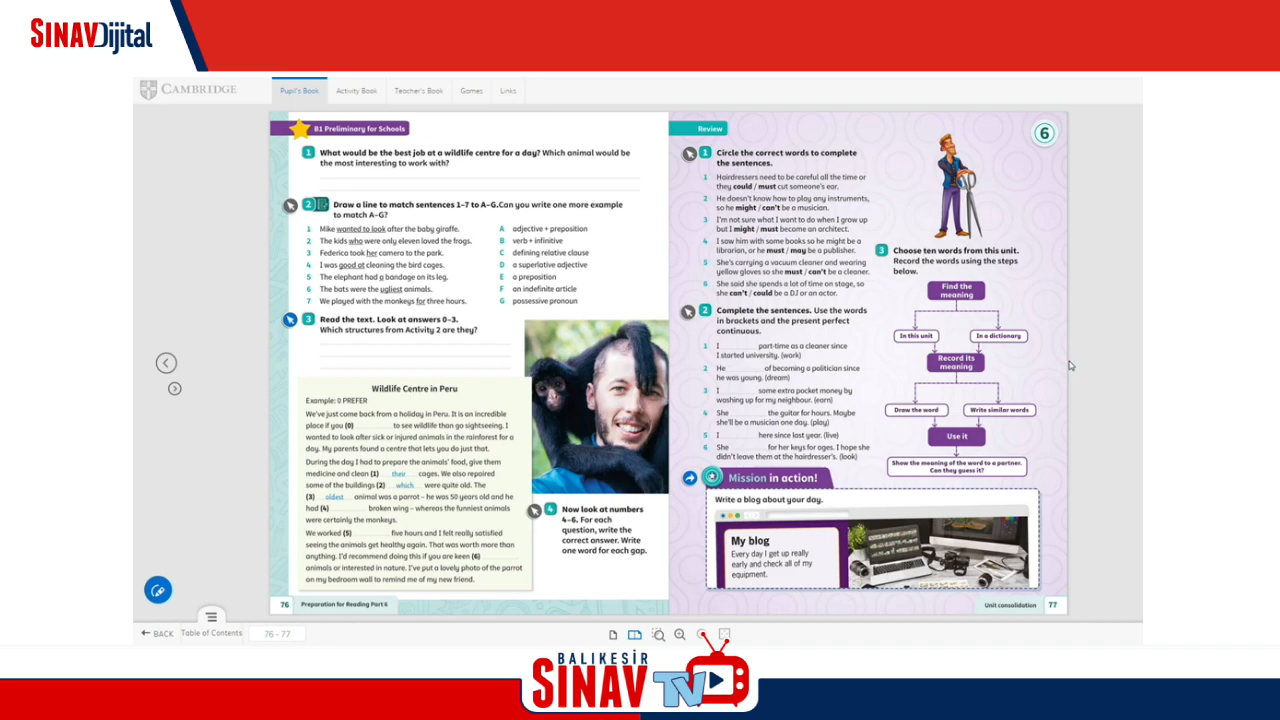 SINAVDijital
CAMBRIDGE
Pupil's Book
Activity Book
Teacher's Book
Games
Links
B1 Preliminary for Schools
1 What would be the best job at a wildlife centre for a day? Which animal would be
the most interesting to work with?
2 Draw a line to match sentences 1–7 to A–G. Can you write one more example
to match A–G?
1 Mike wanted to look after the baby giraffe.
2 The kids who were only eleven loved the frogs.
3 Federica took her camera to the park.
4 I was good at cleaning the bird cages.
5 The elephant had a bandage on its leg.
6 The bats were the ugliest animals.
7 We played with the monkeys for three hours.
A adjective + preposition
B verb + infinitive
C defining relative clause
D a superlative adjective
E a preposition
F an indefinite article
G possessive pronoun
3 Read the text. Look at answers 0–3.
Which structures from Activity 2 are they?
Wildlife Centre in Peru
Example: 0 PREFER
We've just come back from a holiday in Peru. It is an incredible
place if you (0) to see wildlife than go sightseeing. I
wanted to look after sick or injured animals in the rainforest for a
day. My parents found a centre that lets you do just that.
During the day I had to prepare the animals' food, give them
medicine and clean (1) their cages. We also repaired
some of the buildings (2) which were quite old. The
(3) oldest animal was a parrot – he was 50 years old and he
had (4) broken wing – whereas the funniest animals
were certainly the monkeys.
We worked (5) five hours and I felt really satisfied
seeing the animals get healthy again. That was worth more than
anything. I'd recommend doing this if you are keen (6)
animals or interested in nature. I've put a lovely photo of the parrot
on my bedroom wall to remind me of my new friend.
4 Now look at numbers
4–6. For each
question, write the
correct answer. Write
one word for each gap.
76 Preparation for Reading Part 6
Review
6
1 Circle the correct words to complete
the sentences.
1 Hairdressers need to be careful all the time or
they could / must cut someone's ear.
2 He doesn't know how to play any instruments,
so he might / can't be a musician.
3 I'm not sure what I want to do when I grow up
but I might / must become an architect.
4 I saw him with some books so he might be a
librarian, or he must / may be a publisher.
5 She's carrying a vacuum cleaner and wearing
yellow gloves so she must / can't be a cleaner.
6 She said she spends a lot of time on stage, so
she can't / could be a DJ or an actor.
2 Complete the sentences. Use the words
in brackets and the present perfect
continuous.
1 I part-time as a cleaner since
I started university. (work)
2 He of becoming a politician since
he was young. (dream)
3 I some extra pocket money by
washing up for my neighbour. (earn)
4 She the guitar for hours. Maybe
she'll be a musician one day. (play)
5 I here since last year. (live)
6 She for her keys for ages. I hope she
didn't leave them at the hairdresser's. (look)
3 Choose ten words from this unit.
Record the words using the steps
below.
Find the
meaning
In this unit
In a dictionary
Record its
meaning
Draw the word
Write similar words
Use it
Show the meaning of the word to a partner.
Can they guess it?
Mission in action!
Write a blog about your day.
My blog
Every day I get up really
early and check all of my
equipment.
Unit consolidation 77
BACK
Table of Contents
76 - 77
BALIKESİR
SINAV TV